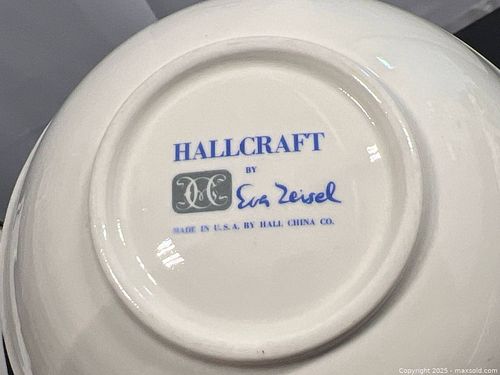 HALLCRAFT
BY
Eva Zeisel
MADE IN U.S.A. BY HALL CHINA CO.
Copyright 2025 - maxsold.com